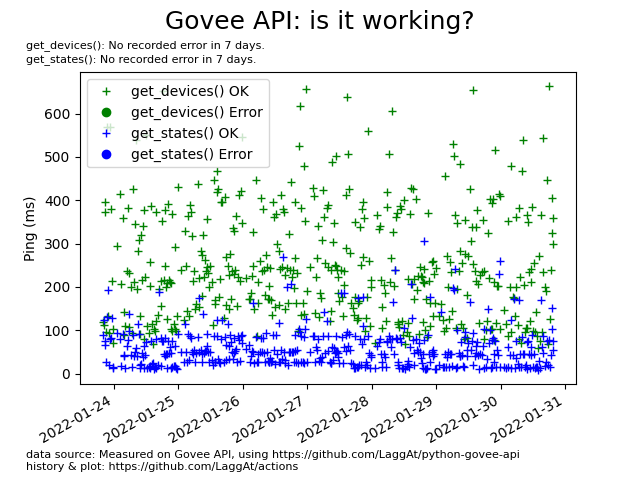 Govee API: is it working?
get_devices(): No recorded error in 7 days.
get_states(): No recorded error in 7 days.
get_devices() OK
get_devices() Error
get_states() OK
get_states() Error
Ping (ms)
600
500
400
300
200
100
0
2022-01-24
2022-01-25
2022-01-26
2022-01-27
2022-01-28
2022-01-29
2022-01-30
2022-01-31
data source: Measured on Govee API, using https://github.com/LaggAt/python-govee-api
history & plot: https://github.com/LaggAt/actions